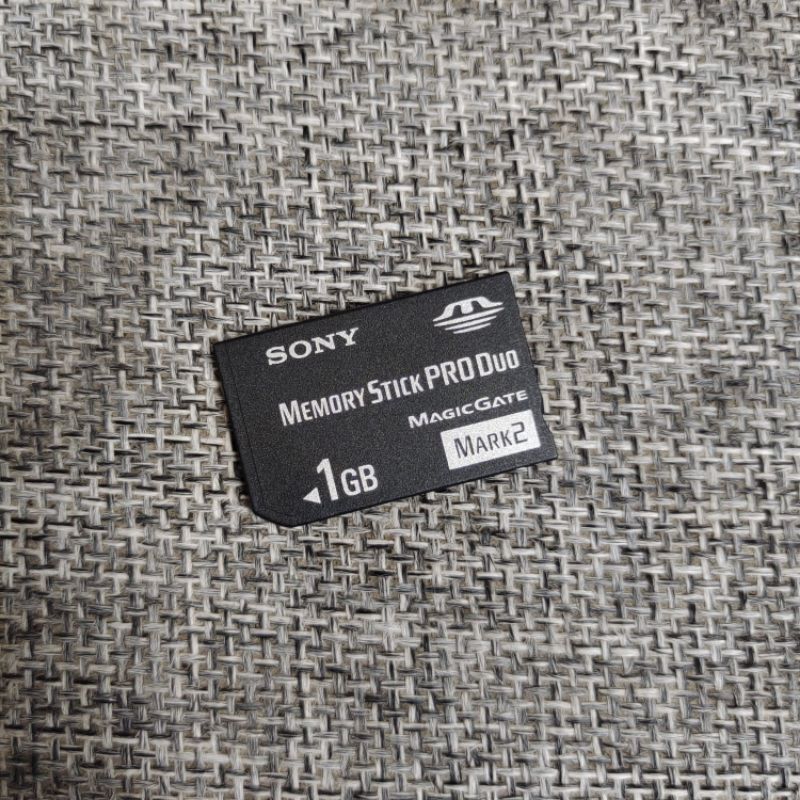 SONY
MEMORY STICK PRO DUO
MAGICGATE
MARK2
1GB